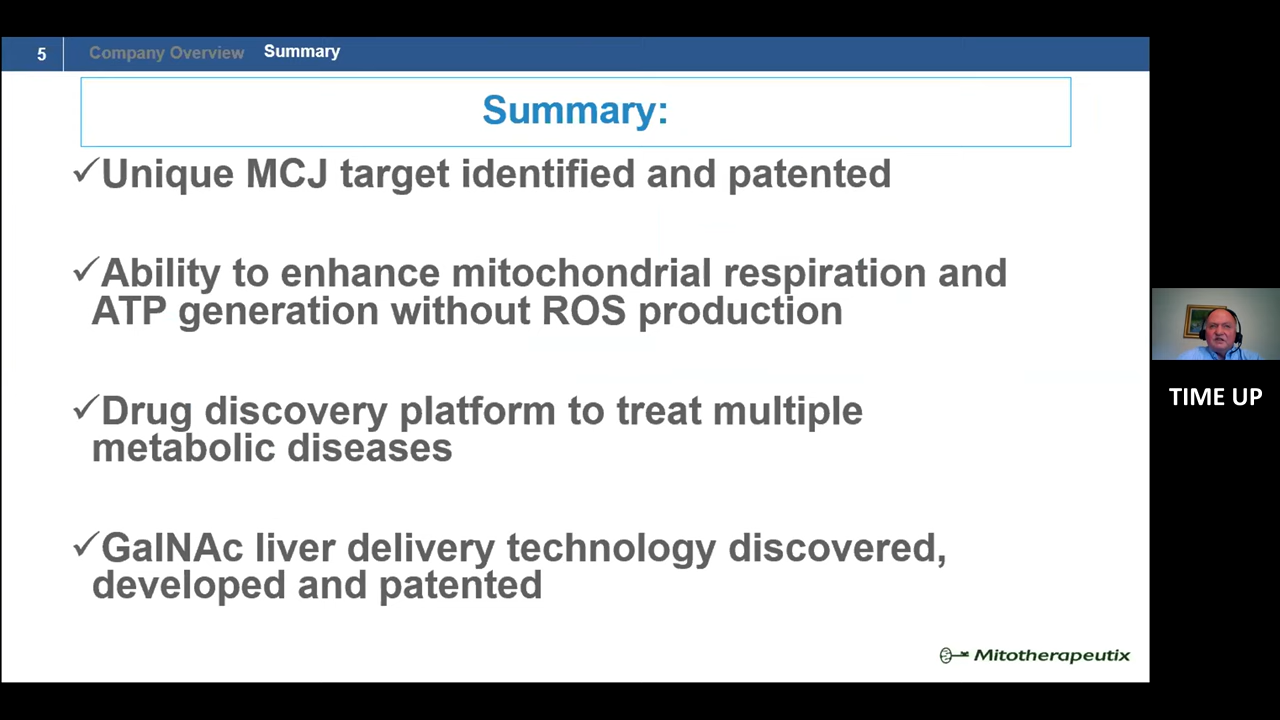 5
Company Overview
Summary
Summary:
✓Unique MCJ target identified and patented
✓Ability to enhance mitochondrial respiration and
ATP generation without ROS production
✓Drug discovery platform to treat multiple
metabolic diseases
✓GalNAc liver delivery technology discovered,
developed and patented
Mitotherapeutix
TIME UP